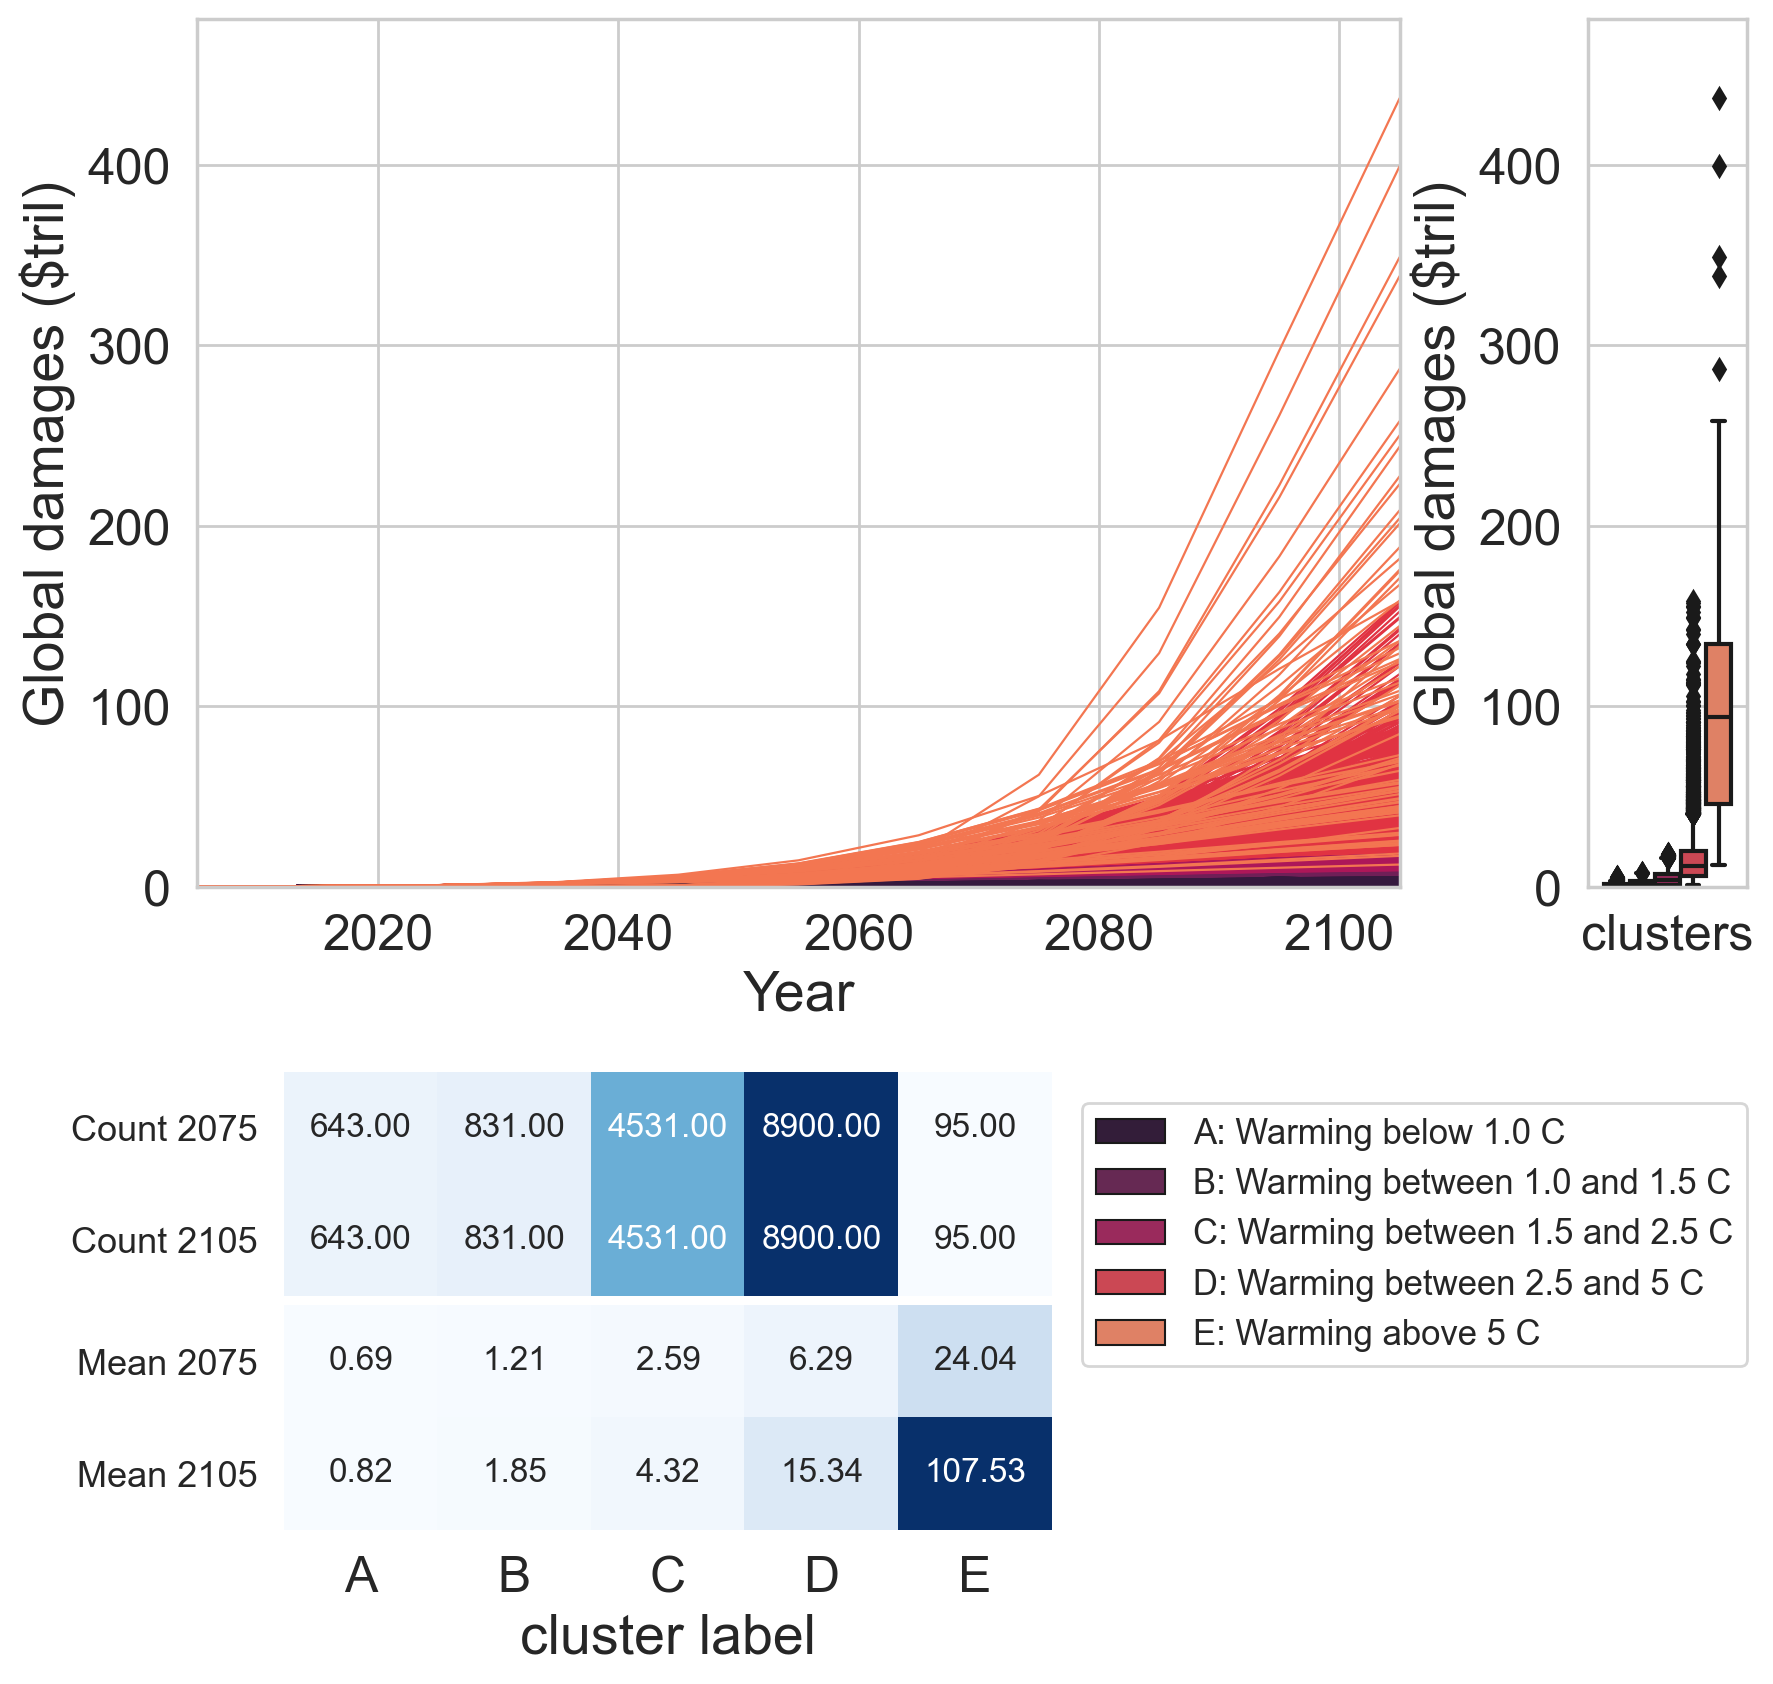 Global damages ($tril)
400
300
200
100
0
2020 2040 2060 2080 2100
Year
Global damages ($tril)
400
300
200
100
0
clusters
Count 2075 643.00 831.00 4531.00 8900.00 95.00
Count 2105 643.00 831.00 4531.00 8900.00 95.00
Mean 2075 0.69 1.21 2.59 6.29 24.04
Mean 2105 0.82 1.85 4.32 15.34 107.53
A B C D E
cluster label
A: Warming below 1.0 C
B: Warming between 1.0 and 1.5 C
C: Warming between 1.5 and 2.5 C
D: Warming between 2.5 and 5 C
E: Warming above 5 C